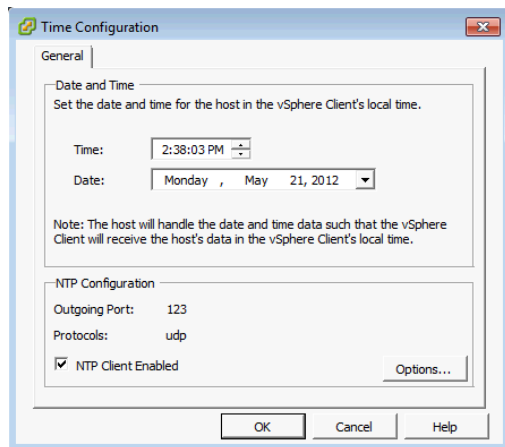 Time Configuration
General
Date and Time
Set the date and time for the host in the vSphere Client's local time.
Time: 2:38:03 PM
Date: Monday , May 21, 2012
Note: The host will handle the date and time data such that the vSphere
Client will receive the host's data in the vSphere Client's local time.
NTP Configuration
Outgoing Port: 123
Protocols: udp
NTP Client Enabled
Options...
OK Cancel Help